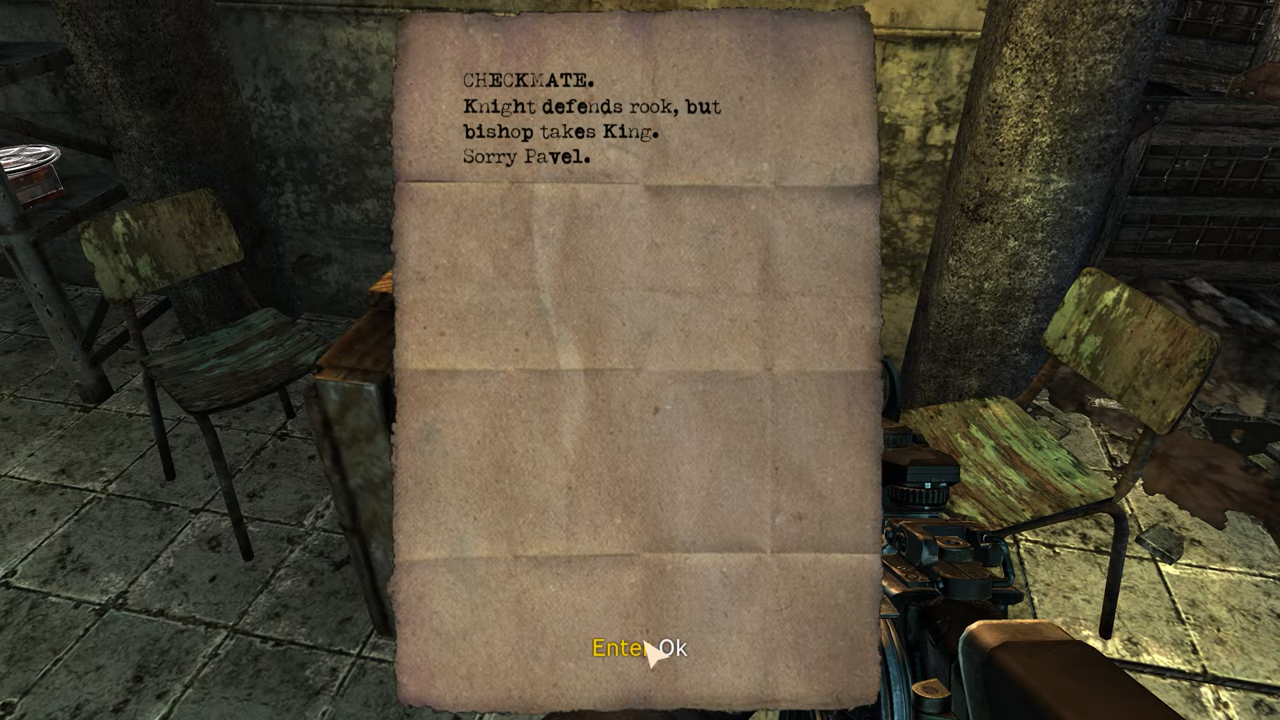 CHECKMATE.
Knight defends rook, but
bishop takes King.
Sorry Pavel.
Enter Ok